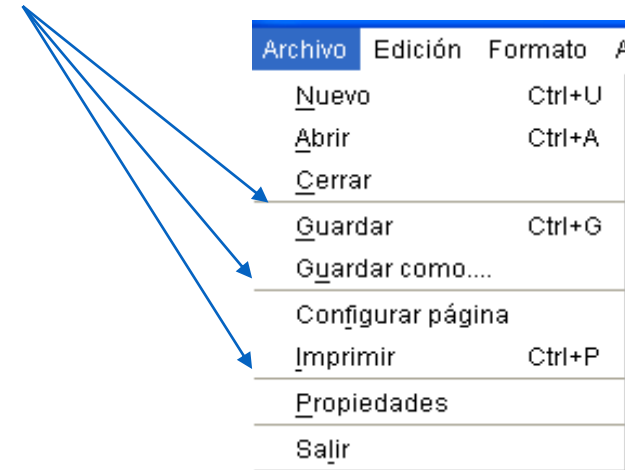 Archivo Edición Formato A
Nuevo Ctrl+U
Abrir Ctrl+A
Cerrar
Guardar Ctrl+G
Guardar como....
Configurar página
Imprimir Ctrl+P
Propiedades
Salir